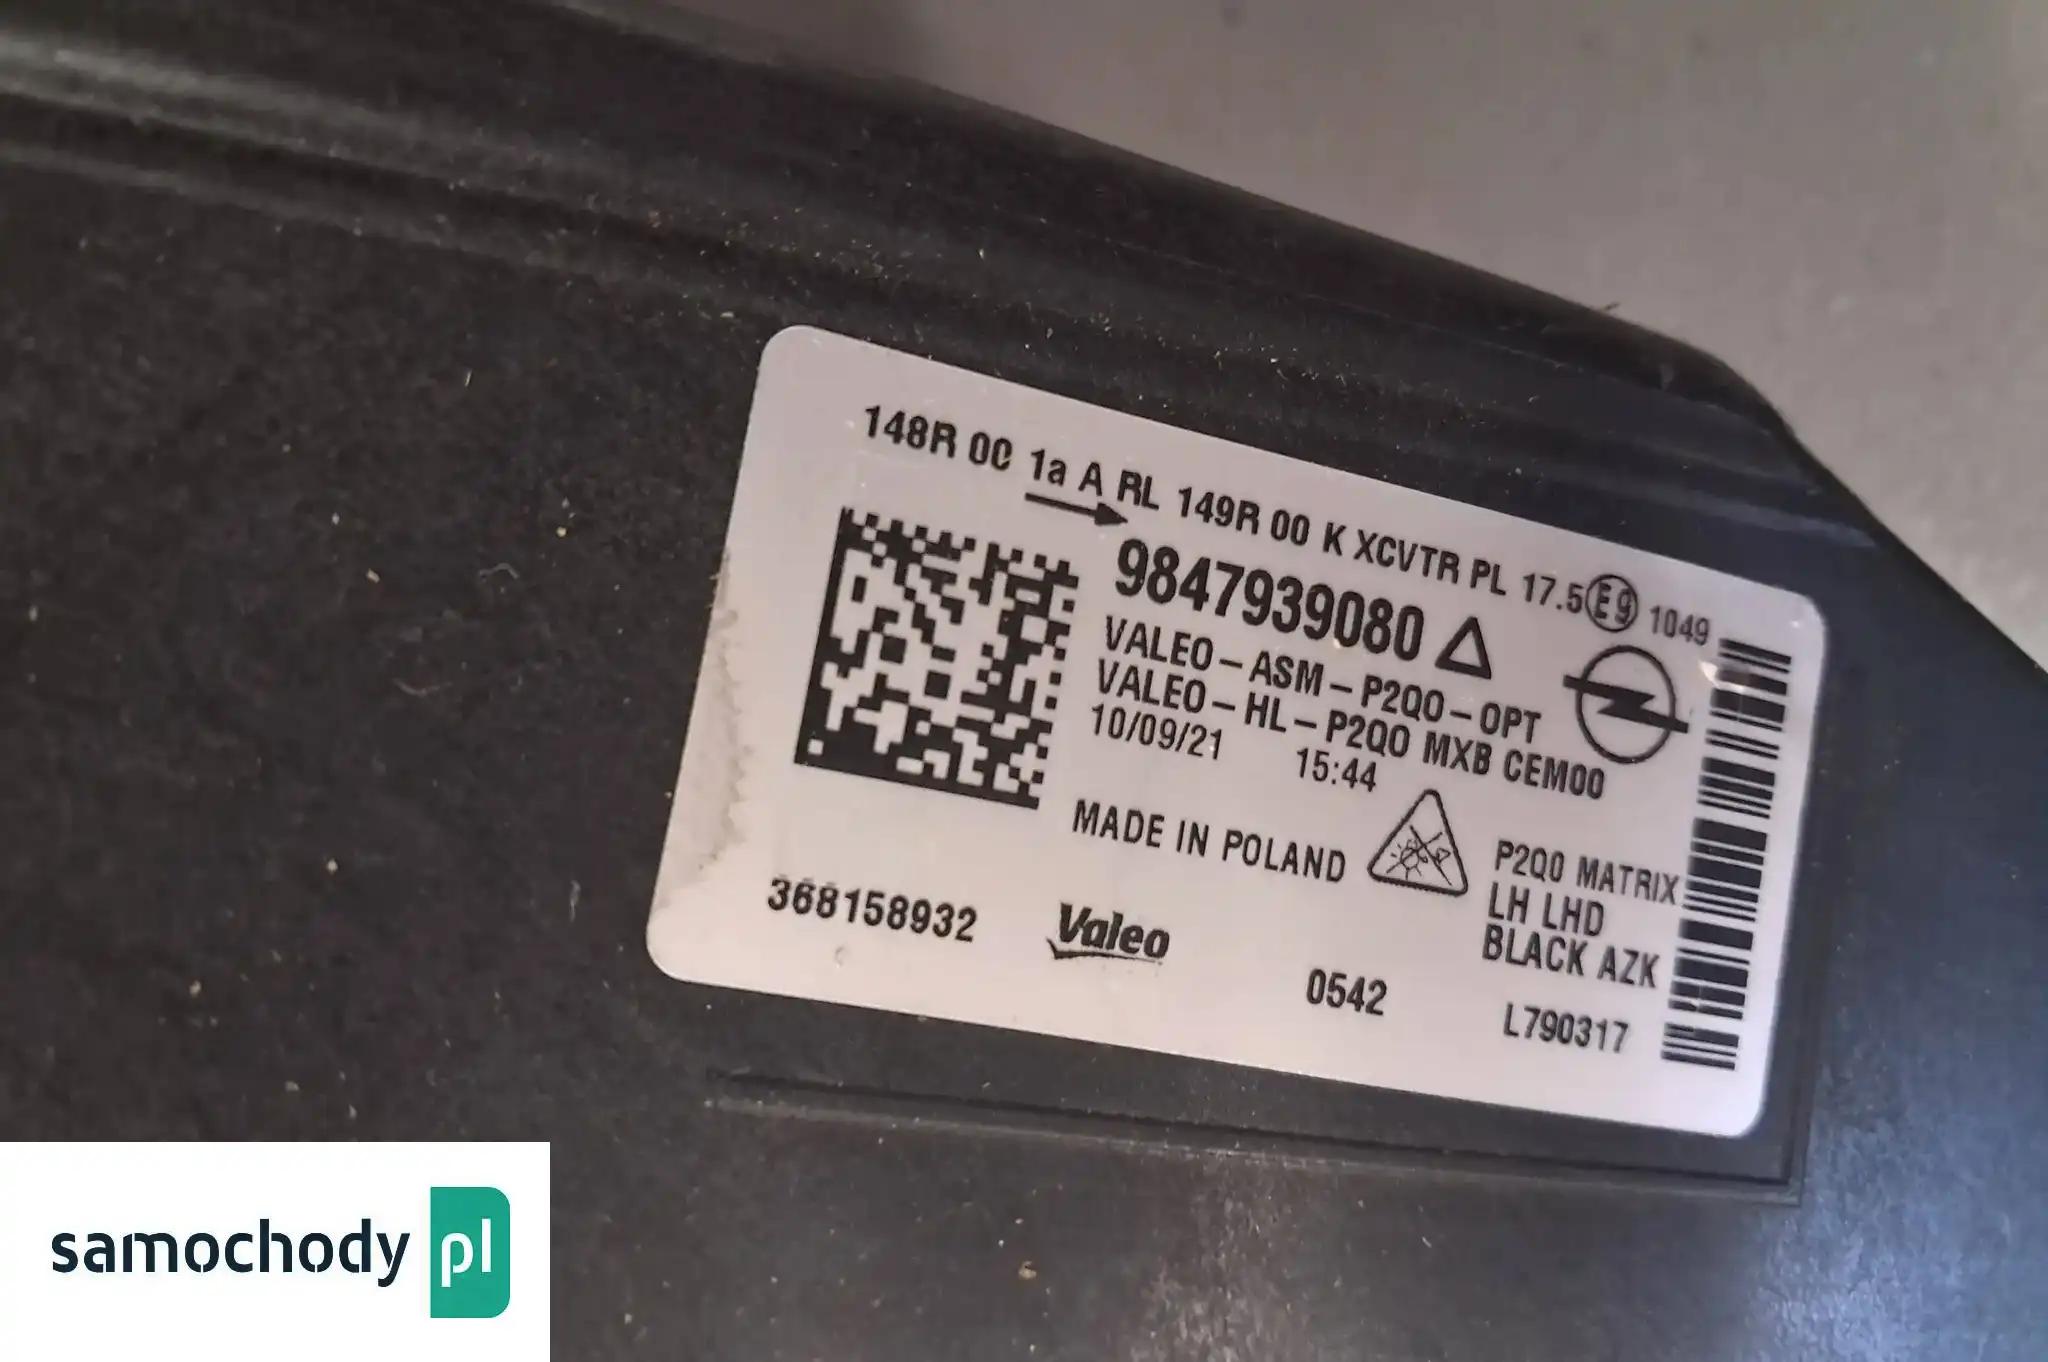 148R 00 1a A RL 149R 00 K XCVTR PL 17.5 E9 1049
9847939080
VALEO-ASM-P2QO-OPT
VALEO-HL-P2QO MXB CEM00
10/09/21 15:44
MADE IN POLAND
P2Q0 MATRIX
LH LHD
BLACK AZK
368158932
Valeo
0542
L790317
samochody pl